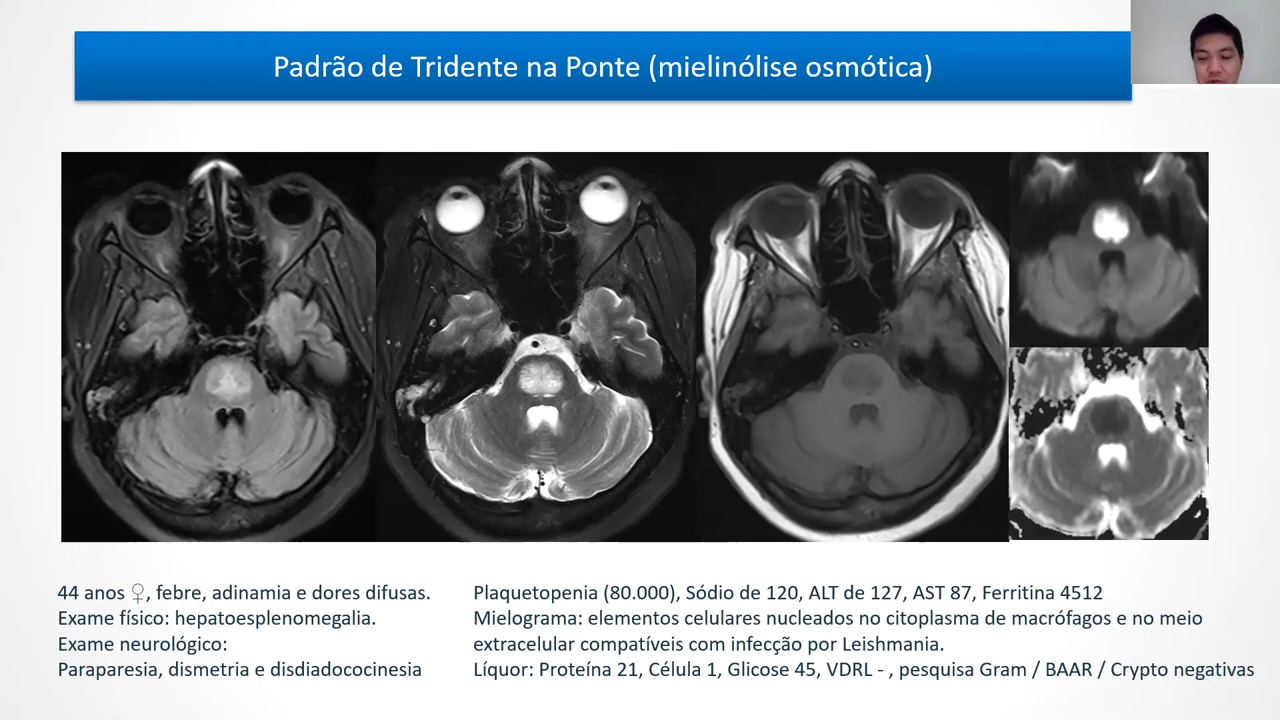 Padrão de Tridente na Ponte (mielinólise osmótica)
44 anos ♀, febre, adinamia e dores difusas.
Exame físico: hepatoesplenomegalia.
Exame neurológico:
Paraparesia, dismetria e disdiadococinesia
Plaquetopenia (80.000), Sódio de 120, ALT de 127, AST 87, Ferritina 4512
Mielograma: elementos celulares nucleados no citoplasma de macrófagos e no meio
extracelular compatíveis com infecção por Leishmania.
Líquor: Proteína 21, Célula 1, Glicose 45, VDRL - , pesquisa Gram / BAAR / Crypto negativas